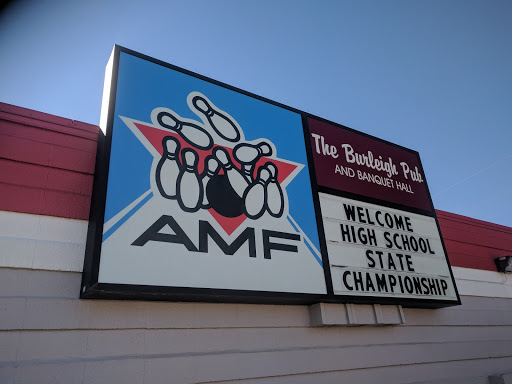 AMF
The Burleigh Pub
AND BANQUET HALL
WELCOME
HIGH SCHOOL
STATE
CHAMPIONSHIP